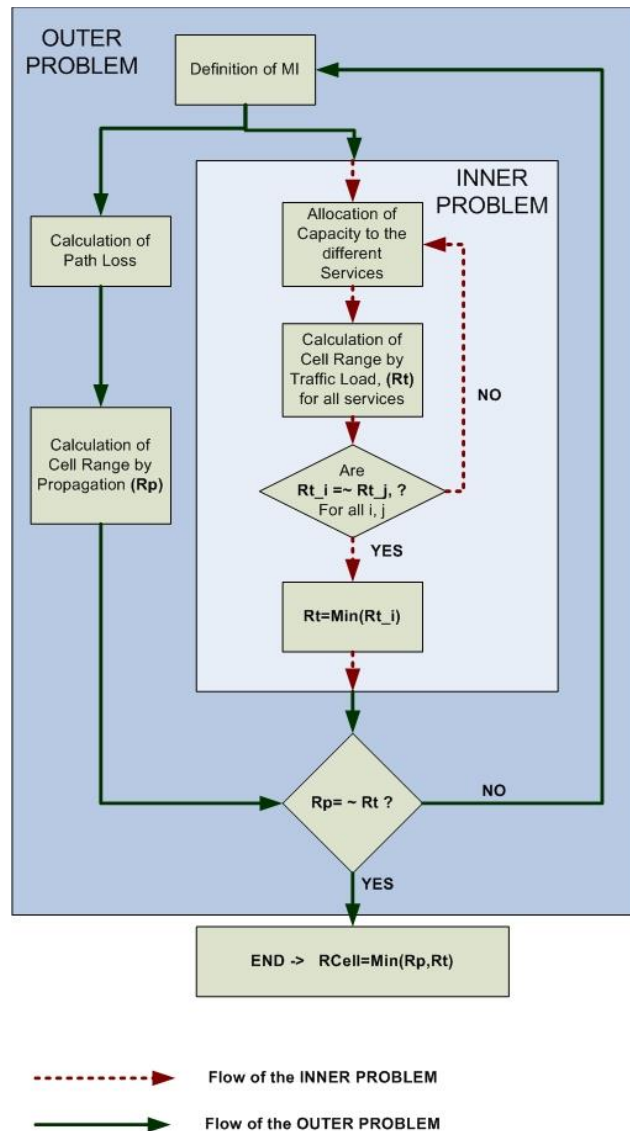 OUTER
PROBLEM
Definition of MI
INNER
PROBLEM
Allocation of
Capacity to the
different
Services
Calculation of
Path Loss
Calculation of
Cell Range by
Traffic Load, (Rt)
for all services
NO
Calculation of
Cell Range by
Propagation (Rp)
Are
Rt_i =~ Rt_j, ?
For all i, j
YES
Rt=Min(Rt_i)
Rp= ~ Rt ?
NO
YES
END -> RCell=Min(Rp,Rt)
Flow of the INNER PROBLEM
Flow of the OUTER PROBLEM